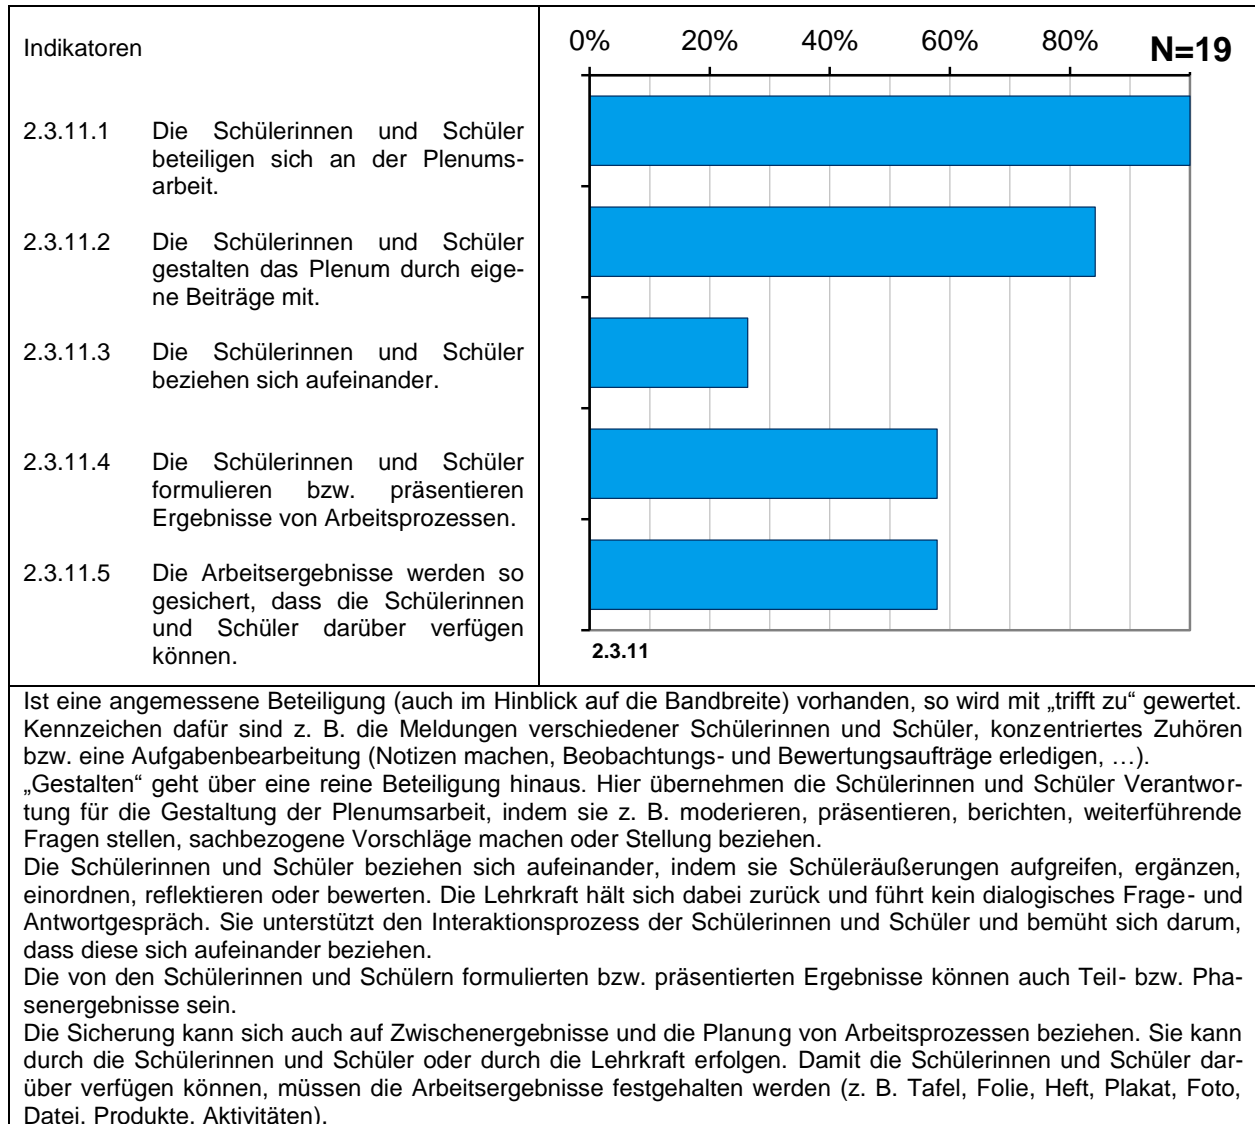 Indikatoren
0% 20% 40% 60% 80% N=19
2.3.11.1 Die Schülerinnen und Schüler
beteiligen sich an der Plenums-
arbeit.
2.3.11.2 Die Schülerinnen und Schüler
gestalten das Plenum durch eige-
ne Beiträge mit.
2.3.11.3 Die Schülerinnen und Schüler
beziehen sich aufeinander.
2.3.11.4 Die Schülerinnen und Schüler
formulieren bzw. präsentieren
Ergebnisse von Arbeitsprozessen.
2.3.11.5 Die Arbeitsergebnisse werden so
gesichert, dass die Schülerinnen
und Schüler darüber verfügen
können.
2.3.11
Ist eine angemessene Beteiligung (auch im Hinblick auf die Bandbreite) vorhanden, so wird mit „trifft zu“ gewertet.
Kennzeichen dafür sind z. B. die Meldungen verschiedener Schülerinnen und Schüler, konzentriertes Zuhören
bzw. eine Aufgabenbearbeitung (Notizen machen, Beobachtungs- und Bewertungsaufträge erledigen, …).
„Gestalten“ geht über eine reine Beteiligung hinaus. Hier übernehmen die Schülerinnen und Schüler Verantwor-
tung für die Gestaltung der Plenumsarbeit, indem sie z. B. moderieren, präsentieren, berichten, weiterführende
Fragen stellen, sachbezogene Vorschläge machen oder Stellung beziehen.
Die Schülerinnen und Schüler beziehen sich aufeinander, indem sie Schüleräußerungen aufgreifen, ergänzen,
einordnen, reflektieren oder bewerten. Die Lehrkraft hält sich dabei zurück und führt kein dialogisches Frage- und
Antwortgespräch. Sie unterstützt den Interaktionsprozess der Schülerinnen und Schüler und bemüht sich darum,
dass diese sich aufeinander beziehen.
Die von den Schülerinnen und Schülern formulierten bzw. präsentierten Ergebnisse können auch Teil- bzw. Pha-
senergebnisse sein.
Die Sicherung kann sich auch auf Zwischenergebnisse und die Planung von Arbeitsprozessen beziehen. Sie kann
durch die Schülerinnen und Schüler oder durch die Lehrkraft erfolgen. Damit die Schülerinnen und Schüler dar-
über verfügen können, müssen die Arbeitsergebnisse festgehalten werden (z. B. Tafel, Folie, Heft, Plakat, Foto,
Datei, Produkte, Aktivitäten).